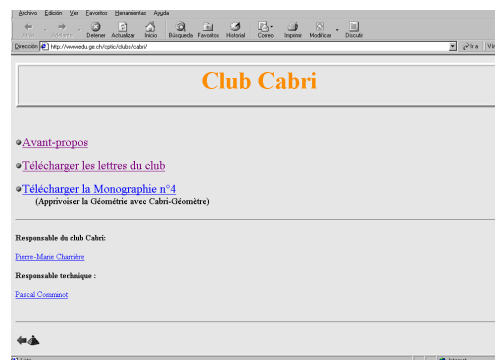 Archivo Edición Ver Favoritos Herramientas Ayuda
Atrás Adelante Detener Actualizar Inicio Búsqueda Favoritos Historial Correo Imprimir Modificar Discutir
Dirección http://wwwedu.ge.ch/cptic/clubs/cabri/ Ir a
Club Cabri
Avant-propos
Télécharger les lettres du club
Télécharger la Monographie n°4
(Apprivoiser la Géométrie avec Cabri-Géomètre)
Responsable du club Cabri:
Pierre-Marie Charrière
Responsable technique :
Pascal Comminot